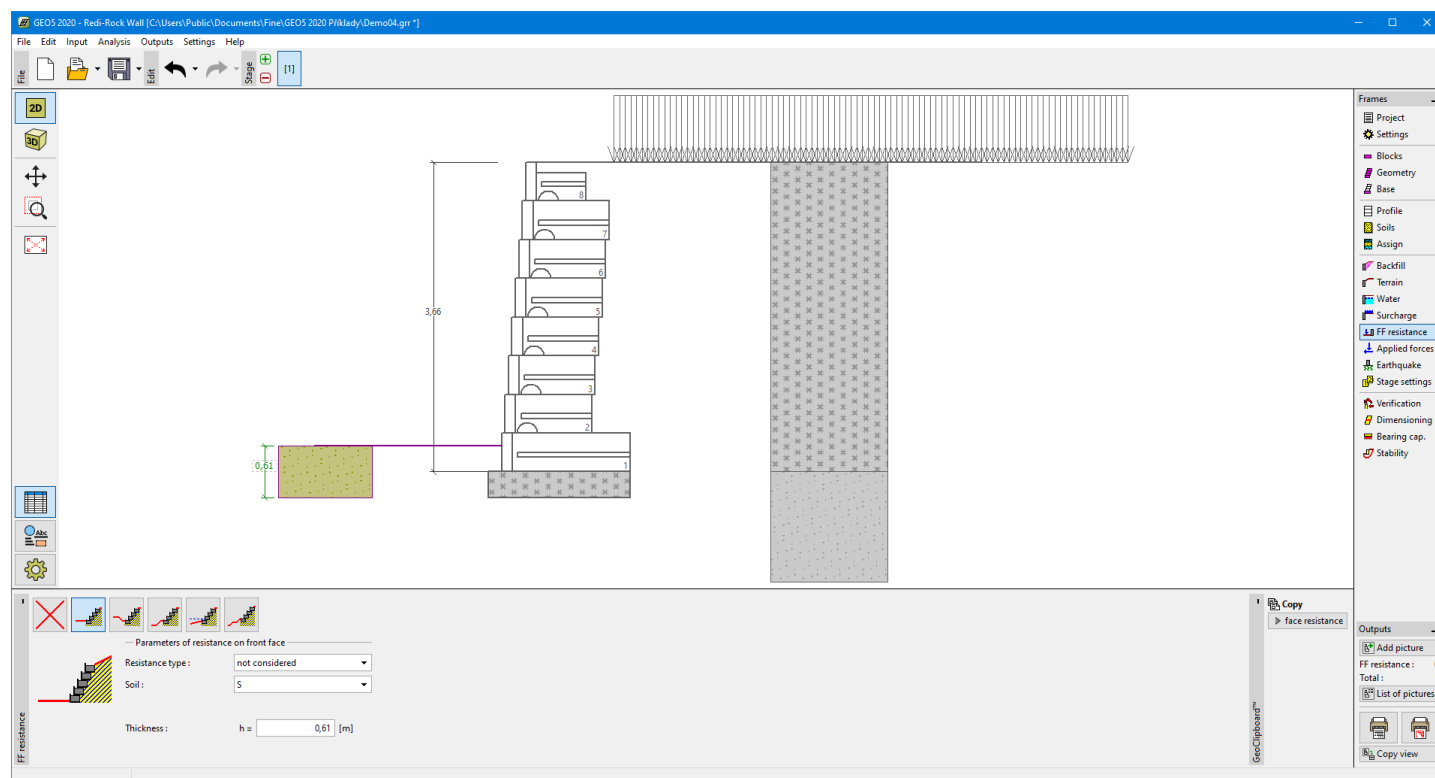 GEO5 2020 - Redi-Rock Wall [C:\Users\Public\Documents\Fine\GEO5 2020 Příklady\Demo04.grr *]
File Edit Input Analysis Outputs Settings Help
File
Edit
Stage
[1]
2D
3D
3,66
0,61
8
7
6
5
4
3
2
1
Abc
Frames
Project
Settings
Blocks
Geometry
Base
Profile
Soils
Assign
Backfill
Terrain
Water
Surcharge
FF resistance
Applied forces
Earthquake
Stage settings
Verification
Dimensioning
Bearing cap.
Stability
FF resistance
Parameters of resistance on front face
Resistance type : not considered
Soil : S
Thickness : h = 0,61 [m]
GeoClipboard™
Copy
face resistance
Outputs
Add picture
FF resistance :
Total :
List of pictures
Copy view